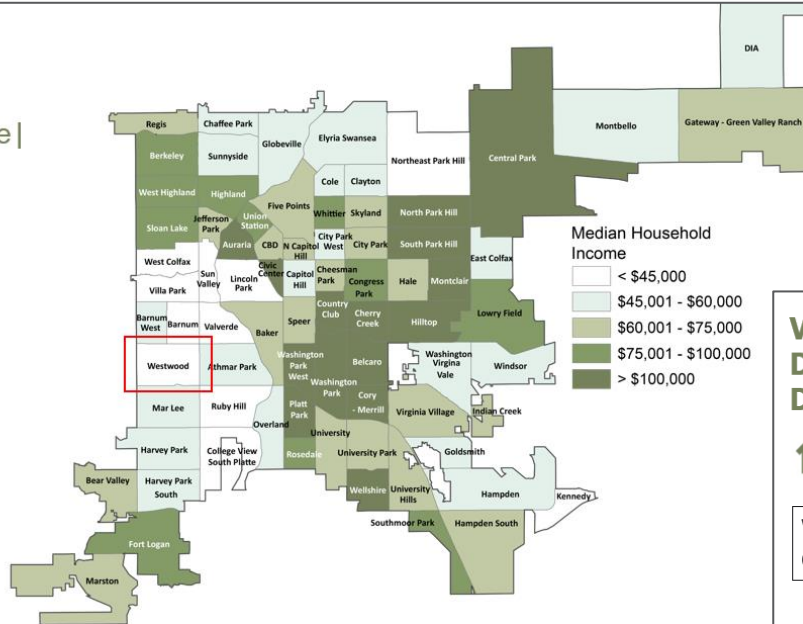 e|
DIA
Regis
Chaffee Park
Globeville
Elyria Swansea
Montbello
Gateway - Green Valley Ranch
Berkeley
Sunnyside
Northeast Park Hill
Central Park
Cole
Clayton
West Highland
Highland
Five Points
Whittier
Skyland
North Park Hill
Sloan Lake
Jefferson
Park
Union
Station
Auraria
CBD
N Capitol
Hill
City Park
West
City Park
South Park Hill
East Colfax
West Colfax
Sun
Valley
Lincoln
Park
Civic
Center
Capitol
Hill
Cheesman
Park
Congress
Park
Hale
Montclair
Villa Park
Barnum
West
Barnum
Valverde
Baker
Speer
Country
Club
Cherry
Creek
Hilltop
Lowry Field
Westwood
Athmar Park
Washington
Park
West
Washington
Park
Belcaro
Washington
Virgina
Vale
Windsor
Mar Lee
Ruby Hill
Overland
Platt
Park
Cory
- Merrill
Virginia Village
Indian Creek
Harvey Park
College View
South Platte
Rosedale
University
University Park
Goldsmith
Bear Valley
Harvey Park
South
Wellshire
University
Hills
Hampden
Kennedy
Southmoor Park
Hampden South
Fort Logan
Marston
Median Household
Income
< $45,000
$45,001 - $60,000
$60,001 - $75,000
$75,001 - $100,000
> $100,000
D
D